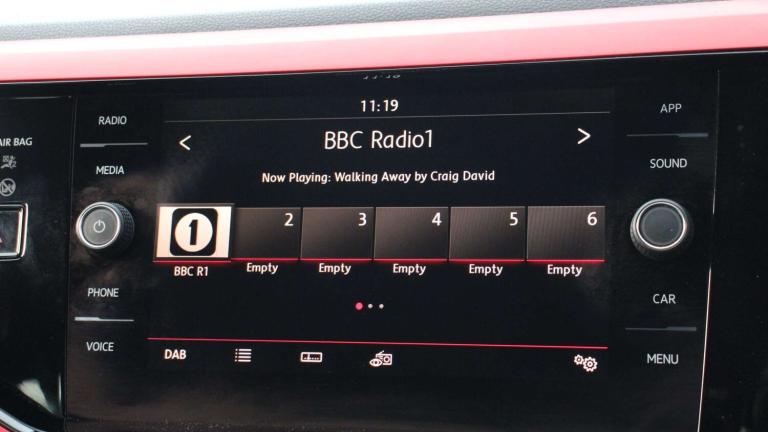 11:19
RADIO
APP
AIR BAG
BBC Radio1
MEDIA
SOUND
Now Playing: Walking Away by Craig David
1 2 3 4 5 6
BBC R1 Empty Empty Empty Empty Empty
PHONE
CAR
VOICE
DAB
MENU